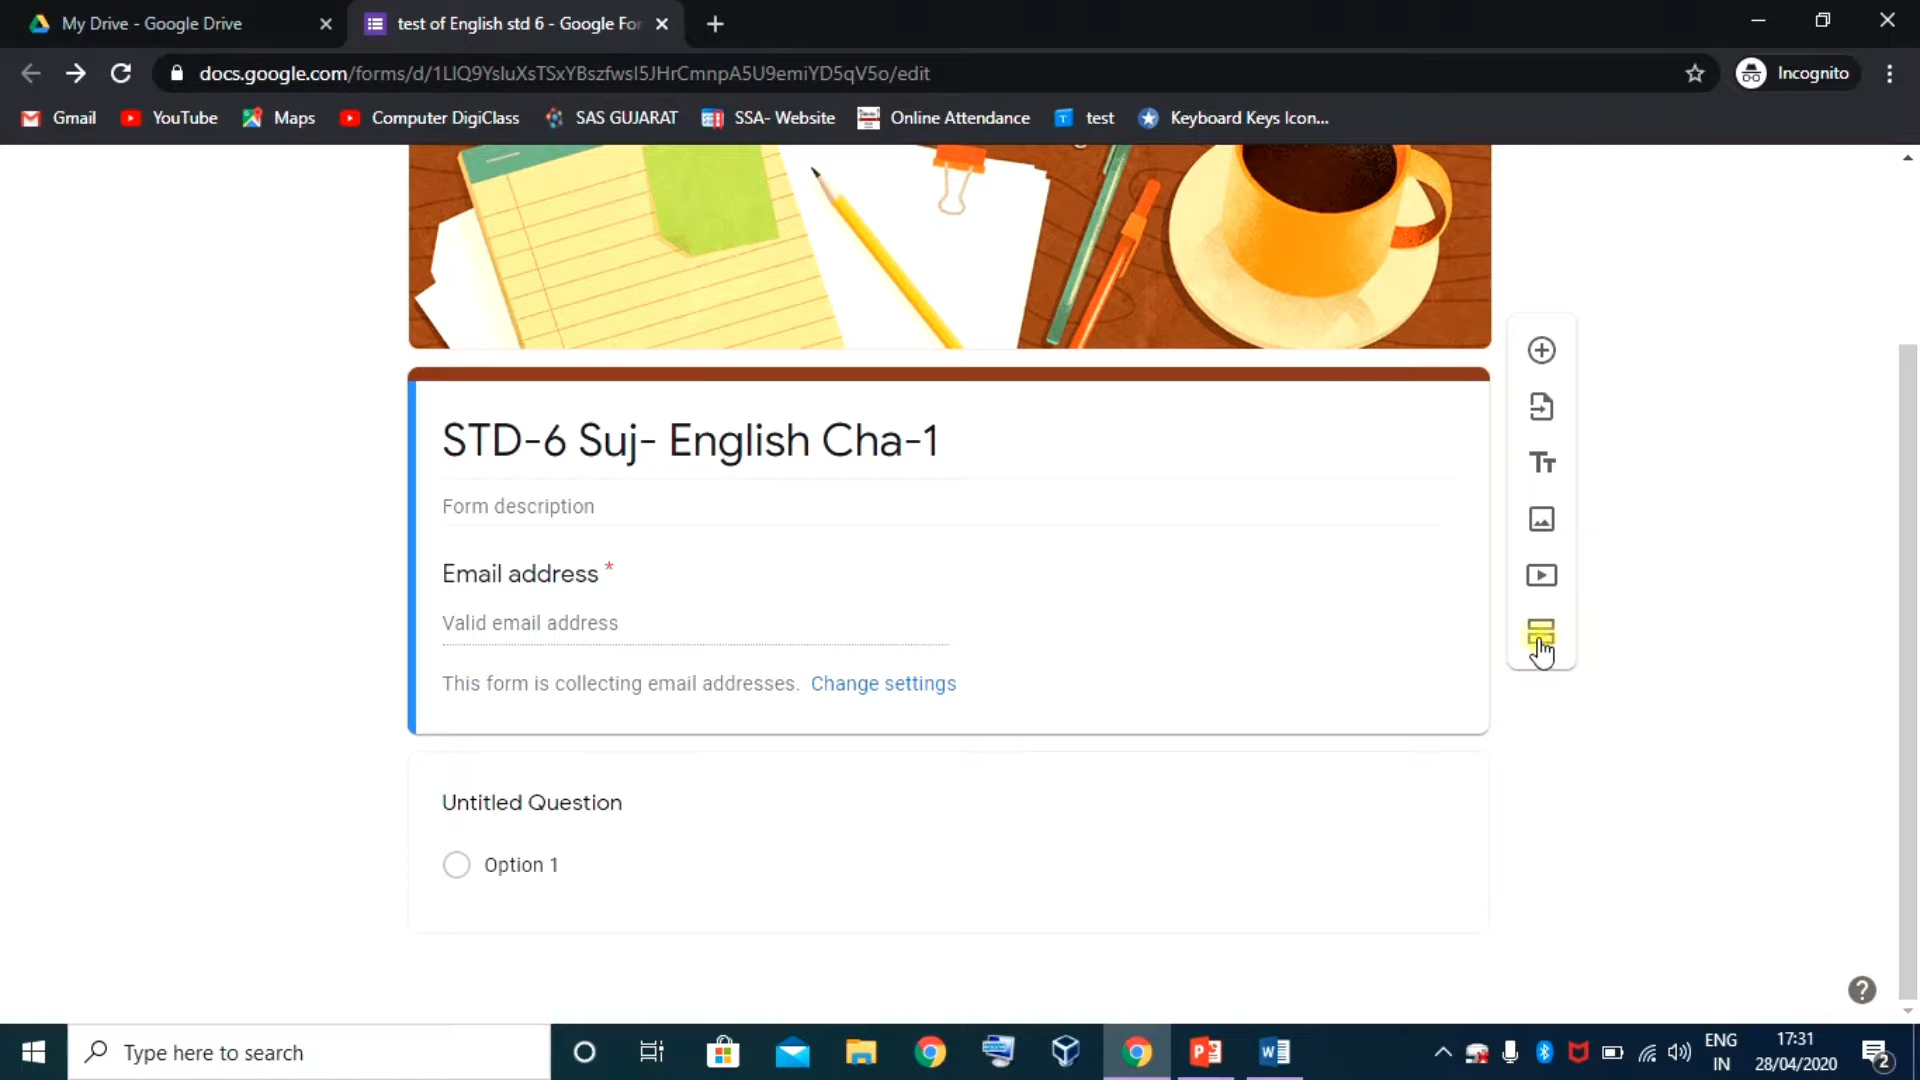 My Drive - Google Drive
test of English std 6 - Google For
docs.google.com/forms/d/1LlQ9YsIuXsTSxYBszfwsI5JHrCmnpA5U9emiYD5qV5o/edit
Incognito
Gmail
YouTube
Maps
Computer DigiClass
SAS GUJARAT
SSA- Website
Online Attendance
test
Keyboard Keys Icon...
STD-6 Suj- English Cha-1
Form description
Email address *
Valid email address
This form is collecting email addresses. Change settings
Untitled Question
Option 1
Type here to search
ENG
IN
17:31
28/04/2020
2